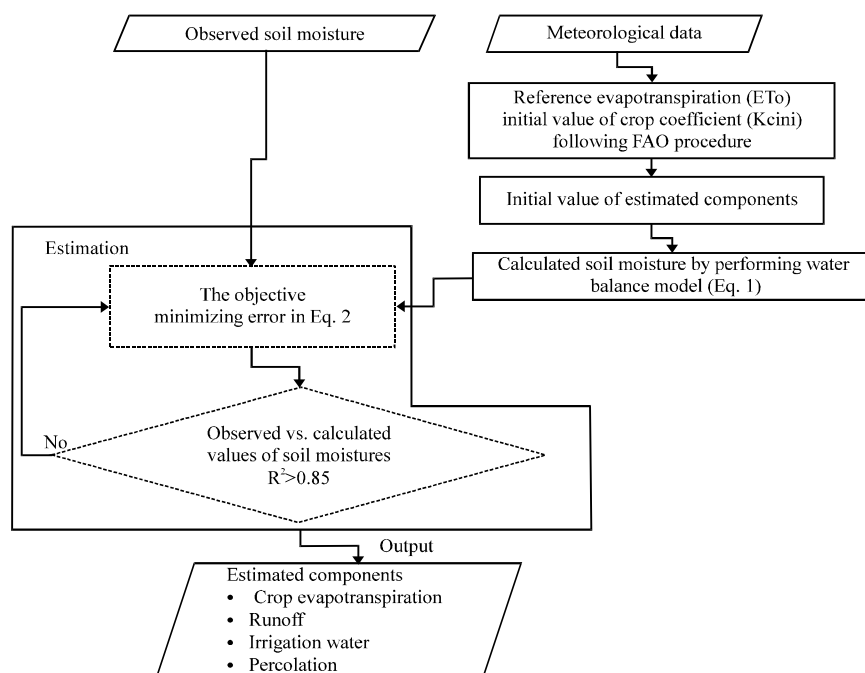 Observed soil moisture
Meteorological data
Reference evapotranspiration (ETo)
initial value of crop coefficient (Kcini)
following FAO procedure
Initial value of estimated components
Calculated soil moisture by performing water
balance model (Eq. 1)
Estimation
The objective
minimizing error in Eq. 2
No
Observed vs. calculated
values of soil moistures
R²>0.85
Output
Estimated components
• Crop evapotranspiration
• Runoff
• Irrigation water
• Percolation